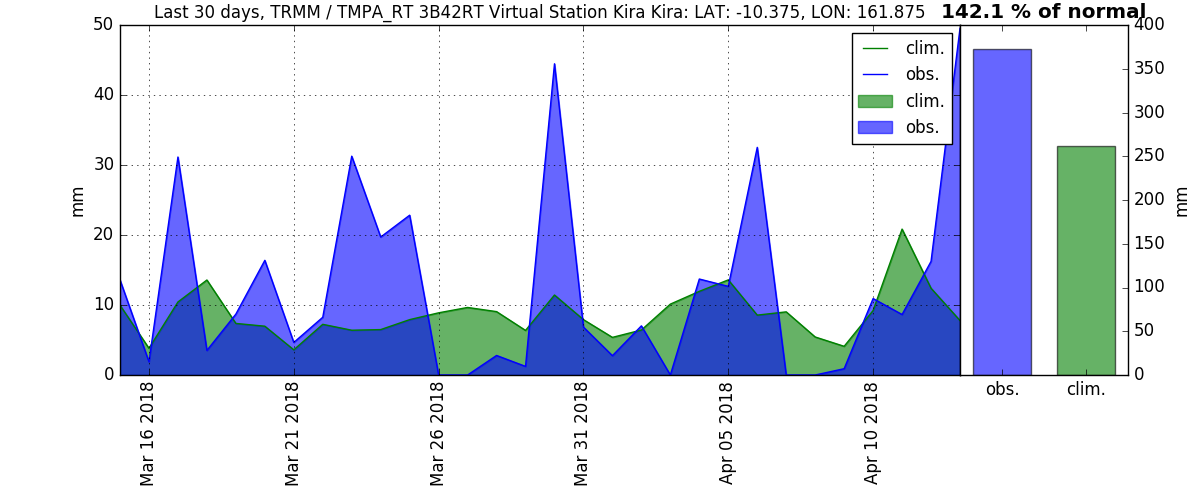 Last 30 days, TRMM / TMPA_RT 3B42RT Virtual Station Kira Kira: LAT: -10.375, LON: 161.875 142.1 % of normal
50
40
30
20
10
0
mm
Mar 16 2018
Mar 21 2018
Mar 26 2018
Mar 31 2018
Apr 05 2018
Apr 10 2018
clim.
obs.
clim.
obs.
400
350
300
250
200
150
100
50
0
mm
obs. clim.